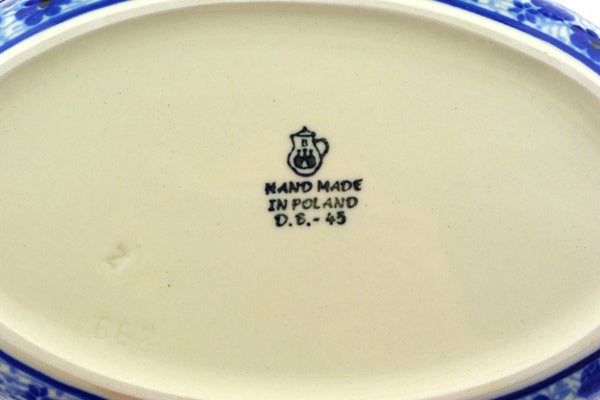 B
HAND MADE
IN POLAND
D.B.-45
Z